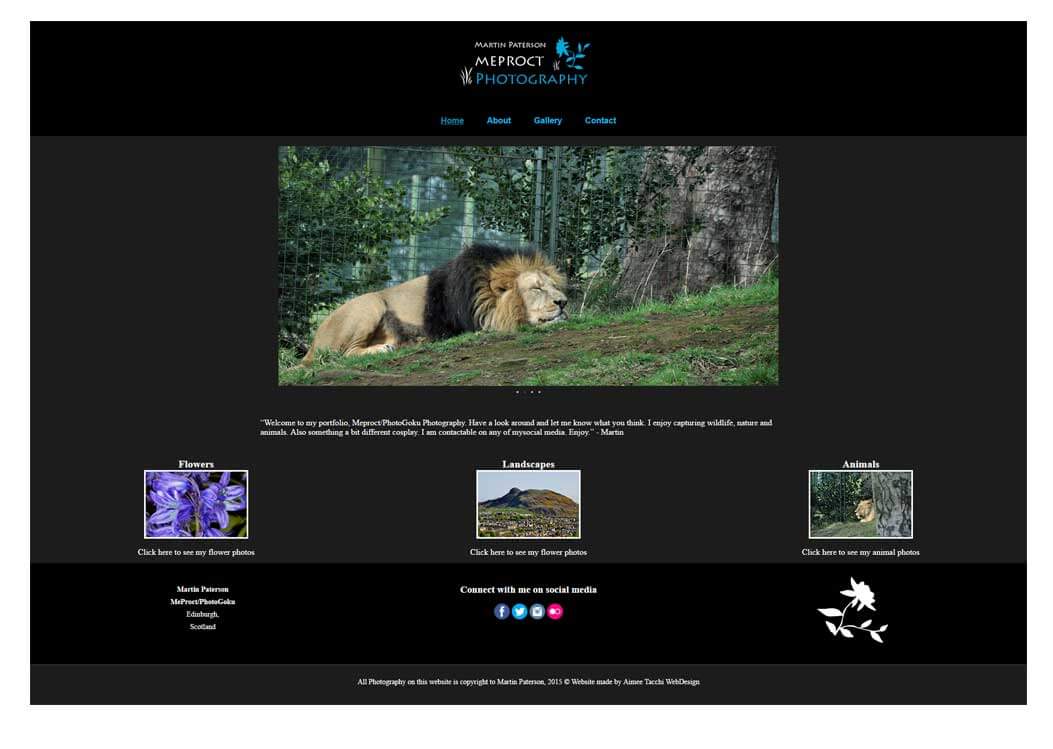 Martin Paterson
MEPROCT
Photography
Home About Gallery Contact
"Welcome to my portfolio, Meproct/PhotoGoku Photography. Have a look around and let me know what you think. I enjoy capturing wildlife, nature and
animals. Also something a bit different cosplay. I am contactable on any of mysocial media. Enjoy." - Martin
Flowers
Click here to see my flower photos
Landscapes
Click here to see my flower photos
Animals
Click here to see my animal photos
Martin Paterson
MeProct/PhotoGoku
Edinburgh,
Scotland
Connect with me on social media
All Photography on this website is copyright to Martin Paterson, 2015 © Website made by Aimee Tacchi WebDesign